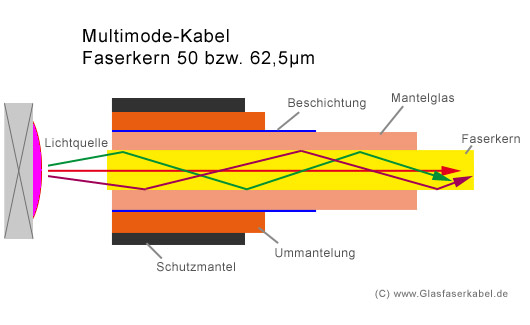 Multimode-Kabel
Faserkern 50 bzw. 62,5µm
Beschichtung
Mantelglas
Lichtquelle
Faserkern
Schutzmantel
Ummantelung
(C) www.Glasfaserkabel.de